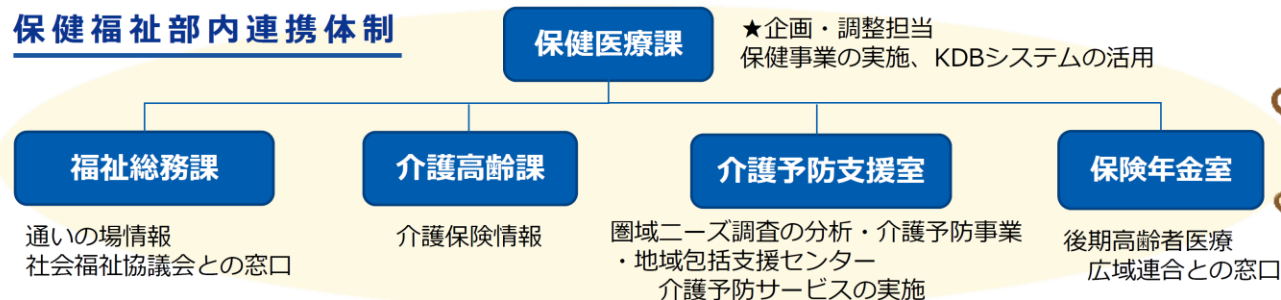 保健福祉部内連携体制
保健医療課
★企画・調整担当
保健事業の実施、KDBシステムの活用
福祉総務課
介護高齢課
介護予防支援室
保険年金室
通いの場情報
社会福祉協議会との窓口
介護保険情報
圏域ニーズ調査の分析・介護予防事業
・地域包括支援センター
介護予防サービスの実施
後期高齢者医療
広域連合との窓口